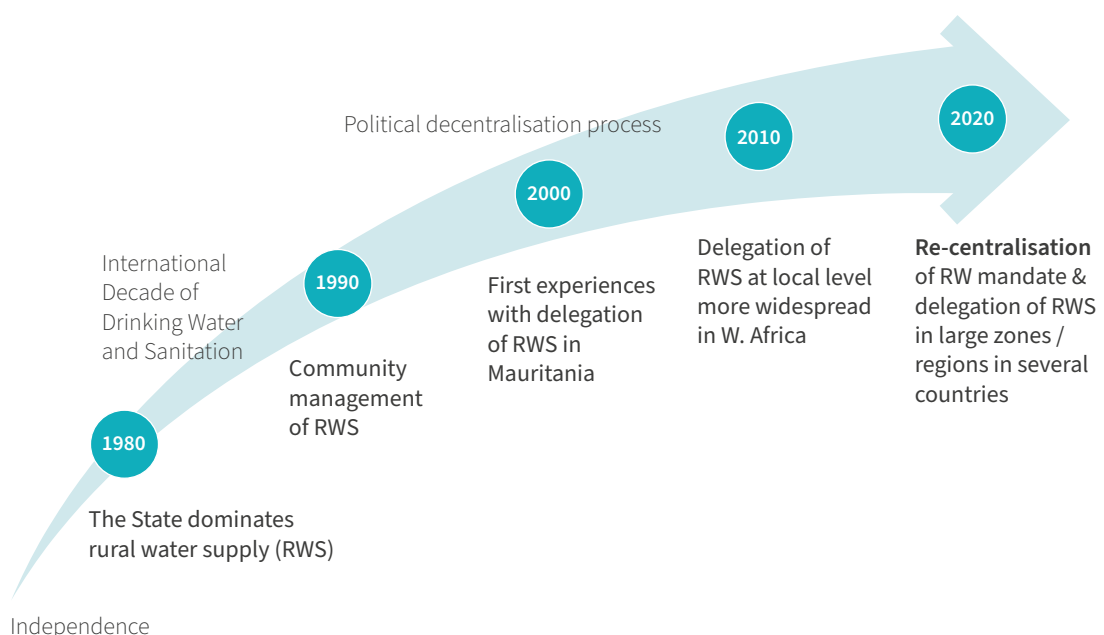 Independence
1980
The State dominates
rural water supply (RWS)
International
Decade of
Drinking Water
and Sanitation
1990
Community
management
of RWS
Political decentralisation process
2000
First experiences
with delegation
of RWS in
Mauritania
2010
Delegation of
RWS at local level
more widespread
in W. Africa
2020
Re-centralisation
of RW mandate &
delegation of RWS
in large zones /
regions in several
countries